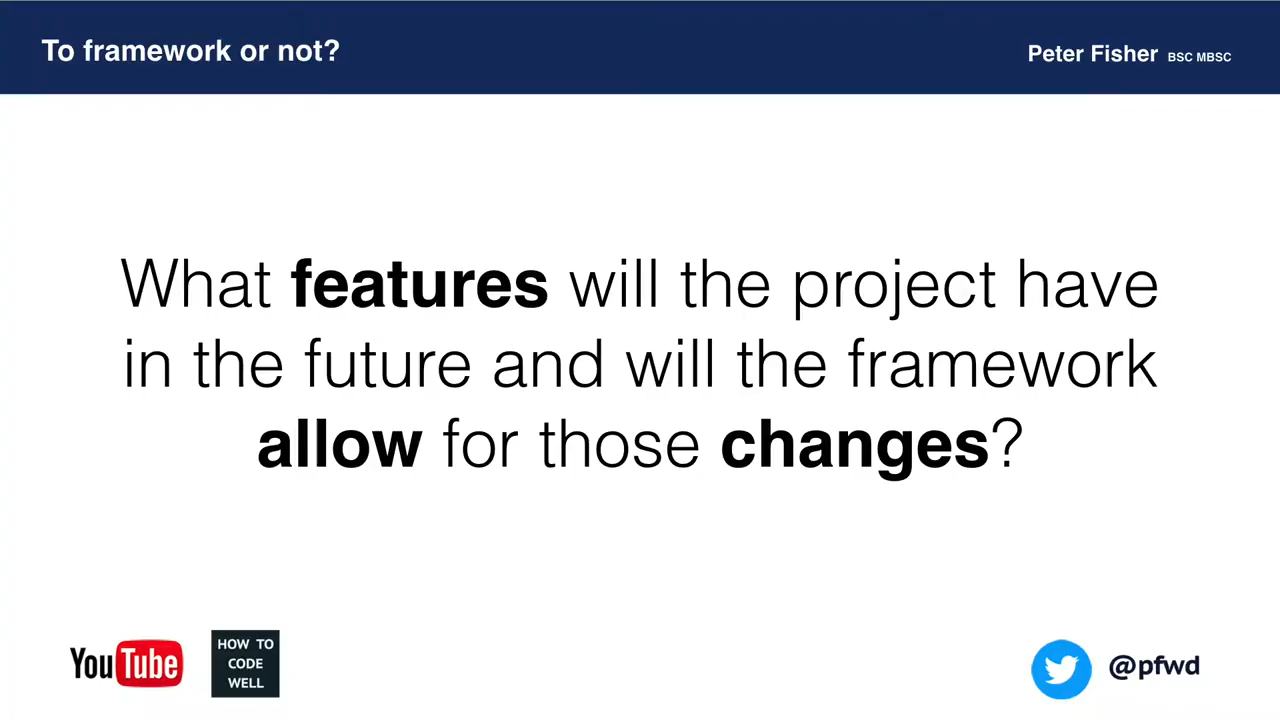 To framework or not?
Peter Fisher BSC MBSC
What features will the project have
in the future and will the framework
allow for those changes?
YouTube
HOW TO
CODE
WELL
@pfwd